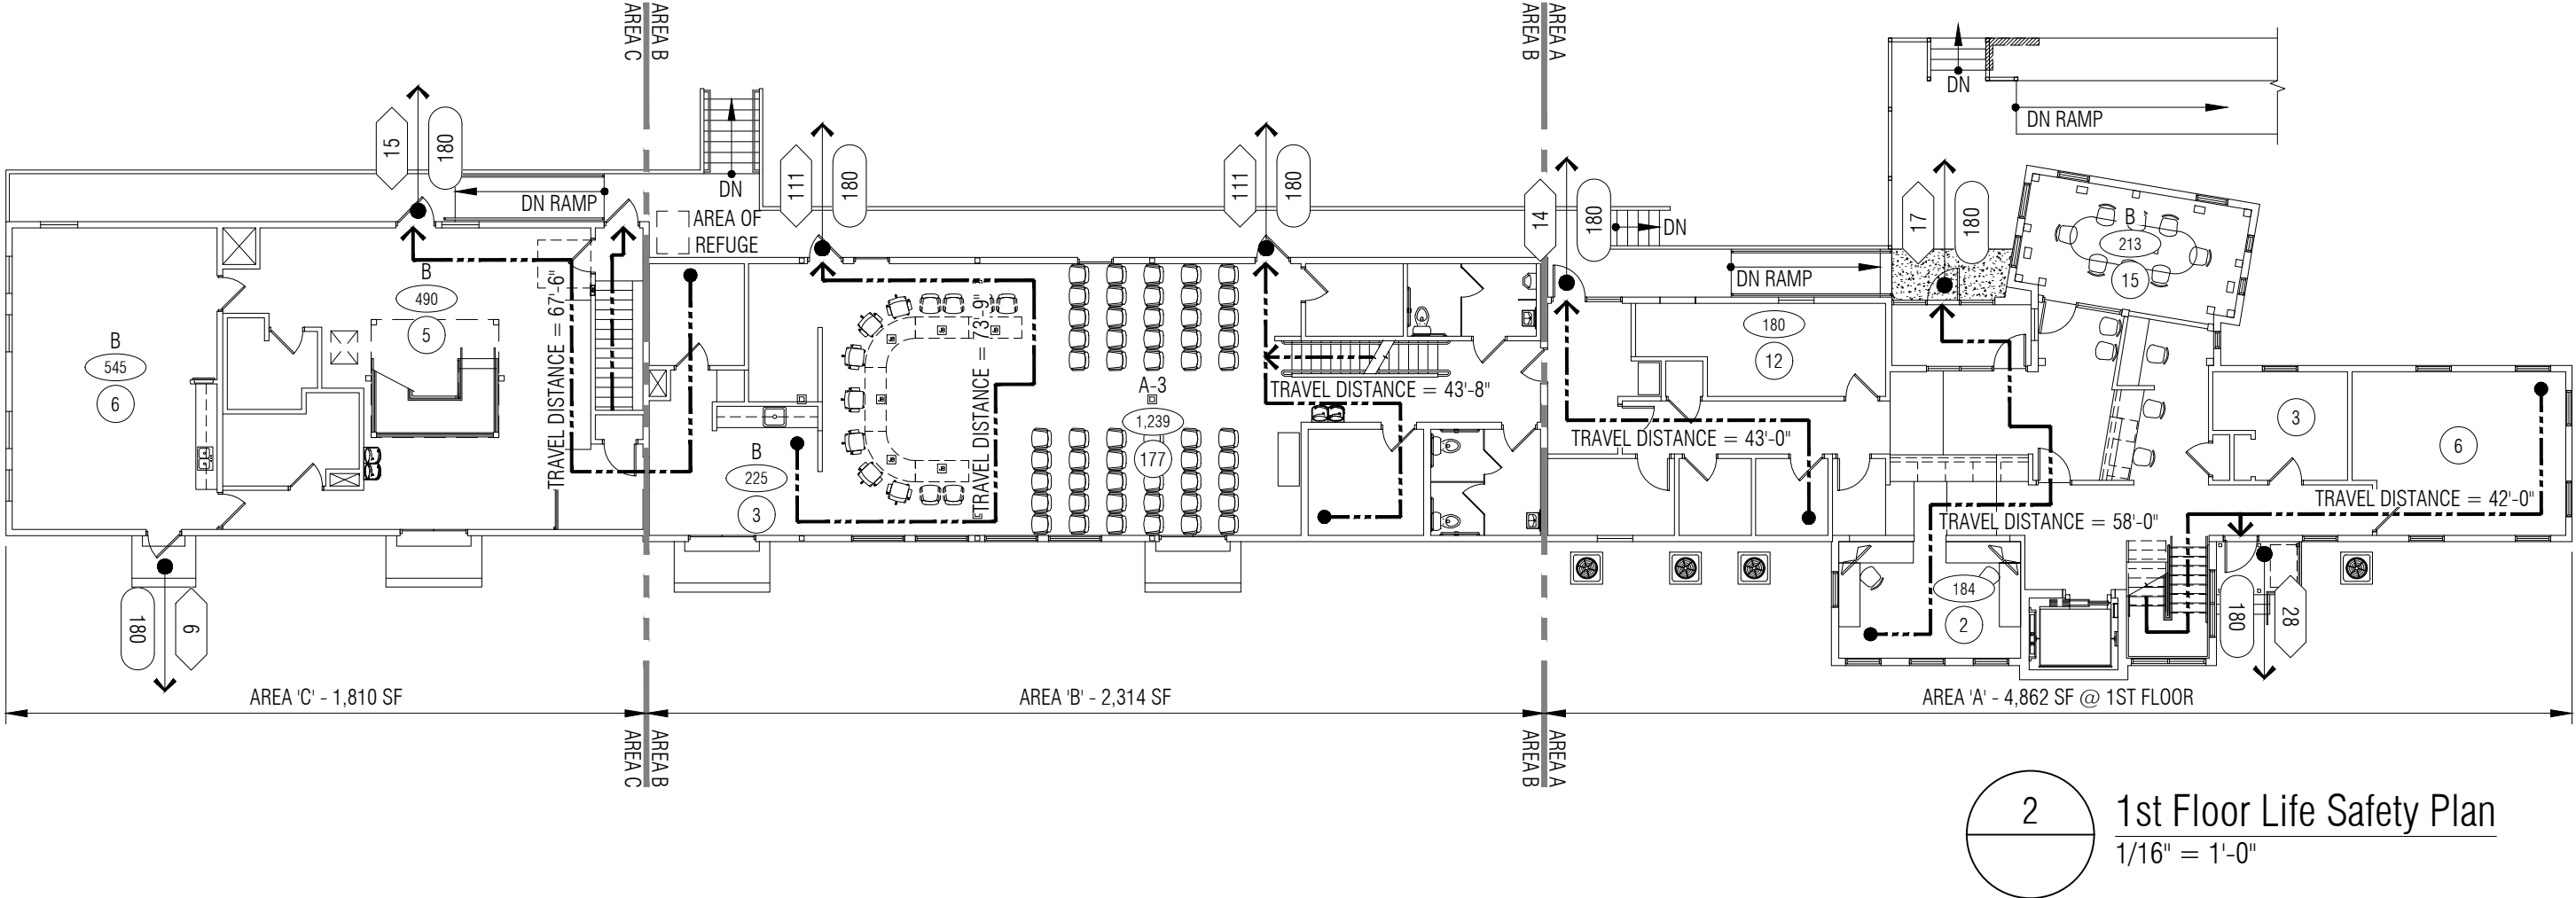 AREA C
AREA B
AREA B
AREA A
15
180
DN RAMP
DN
AREA OF
REFUGE
111
180
111
180
14
180
DN
DN RAMP
17
180
DN
DN RAMP
B
545
6
B
490
5
TRAVEL DISTANCE = 67'-6"
B
225
3
TRAVEL DISTANCE = 73'-9"
A-3
1,239
177
TRAVEL DISTANCE = 43'-8"
180
12
TRAVEL DISTANCE = 43'-0"
B
213
15
3
6
TRAVEL DISTANCE = 42'-0"
TRAVEL DISTANCE = 58'-0"
184
2
180
6
180
28
AREA 'C' - 1,810 SF
AREA 'B' - 2,314 SF
AREA 'A' - 4,862 SF @ 1ST FLOOR
AREA C
AREA B
AREA B
AREA A
2
1st Floor Life Safety Plan
1/16" = 1'-0"